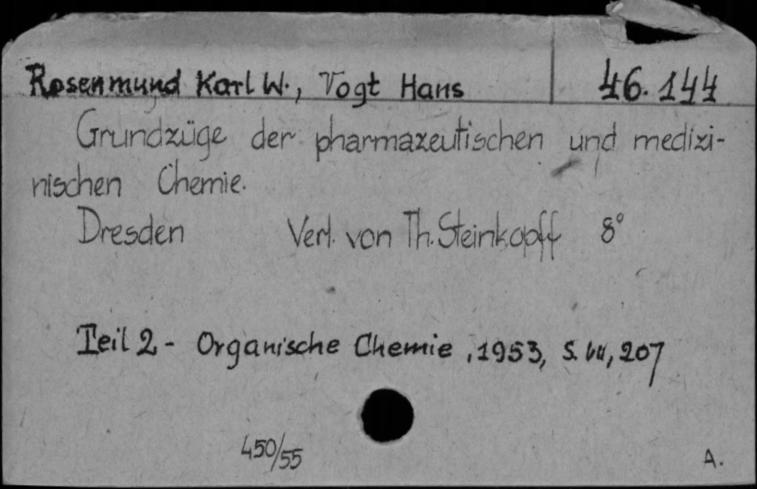 Rosenmund Karl W., Vogt Hans 46.144
Grundzüge der pharmazeutischen und medizi-
nischen Chemie.
Dresden Verl. von Th. Steinkopff 8°
Teil 2 - Organische Chemie, 1953, S. VII, 207
450/55
A.